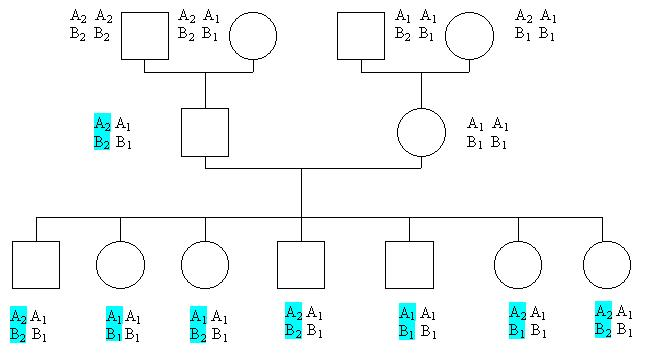 A₂ A₂ A₂ A₁ A₁ A₁ A₂ A₁
B₂ B₂ B₂ B₁ B₂ B₁ B₁ B₁
A₂ A₁ A₁ A₁
B₂ B₁ B₁ B₁
A₂ A₁ A₁ A₁ A₁ A₁ A₂ A₁ A₁ A₁ A₂ A₁ A₂ A₁
B₂ B₁ B₁ B₁ B₂ B₁ B₂ B₁ B₁ B₁ B₁ B₁ B₂ B₁